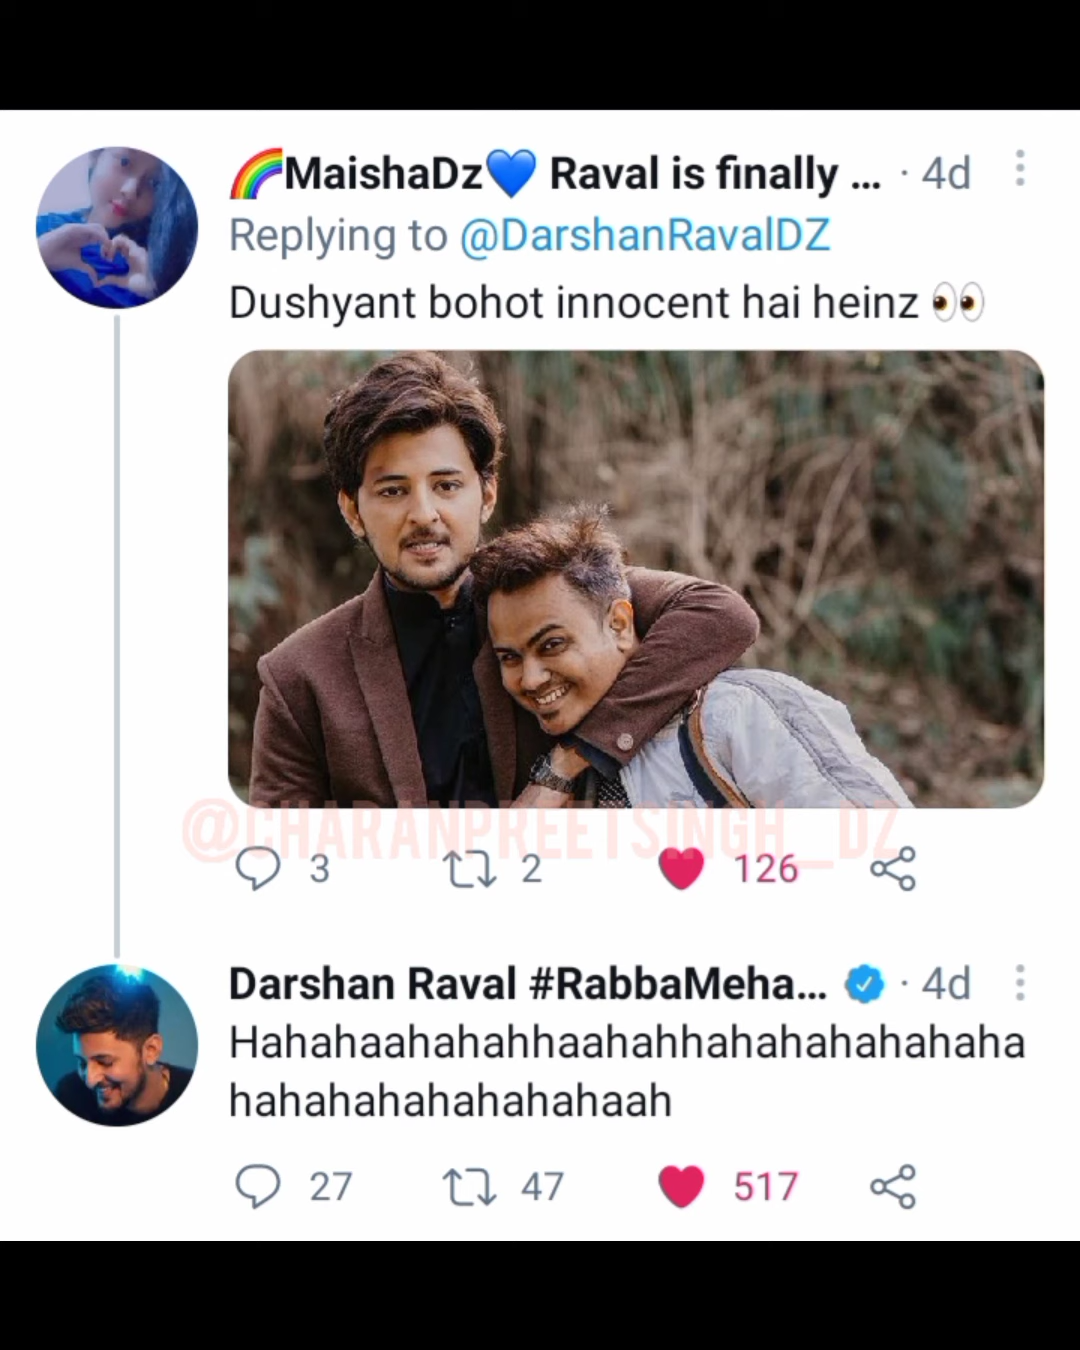 🌈MaishaDz💙 Raval is finally ... · 4d
Replying to @DarshanRavalDZ
Dushyant bohot innocent hai heinz 👀
@CHARANPREETSINGH_DZ
3 2 126
Darshan Raval #RabbaMeha... · 4d
Hahahaahahahhaahahhahahahahahaha
hahahahahahahahaah
27 47 517